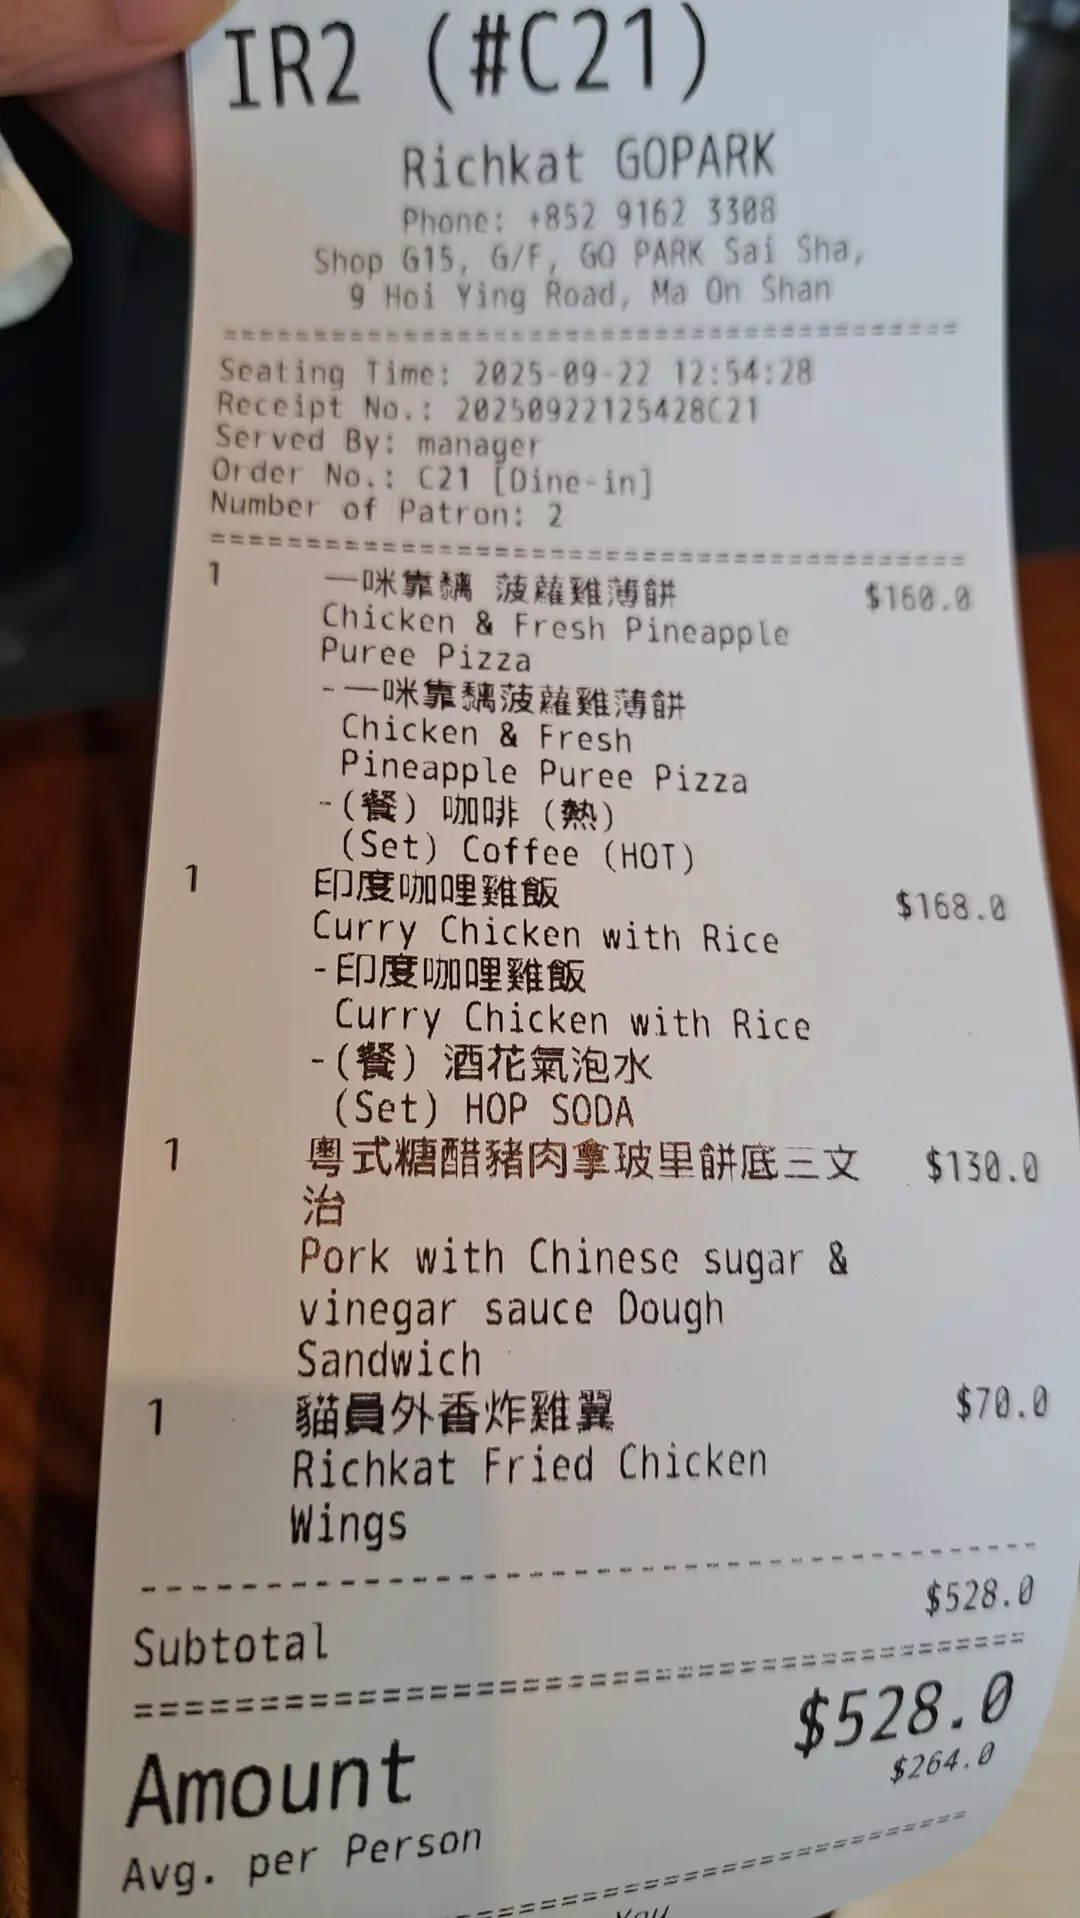 IR2 (#C21)
Richkat GOPARK
Phone: +852 9162 3308
Shop G15, G/F, GO PARK Sai Sha,
9 Hoi Ying Road, Ma On Shan
Seating Time: 2025-09-22 12:54:28
Receipt No.: 20250922125428C21
Served By: manager
Order No.: C21 [Dine-in]
Number of Patron: 2
1 一咪靠黐 菠蘿雞薄餅 $160.0
Chicken & Fresh Pineapple
Puree Pizza
-一咪靠黐菠蘿雞薄餅
Chicken & Fresh
Pineapple Puree Pizza
-(餐) 咖啡 (熱)
(Set) Coffee (HOT)
1 印度咖哩雞飯 $168.0
Curry Chicken with Rice
-印度咖哩雞飯
Curry Chicken with Rice
-(餐) 酒花氣泡水
(Set) HOP SODA
1 粵式糖醋豬肉拿玻里餅底三文 $130.0
治
Pork with Chinese sugar &
vinegar sauce Dough
Sandwich
1 貓員外香炸雞翼 $70.0
Richkat Fried Chicken
Wings
Subtotal $528.0
Amount $528.0
Avg. per Person $264.0
You